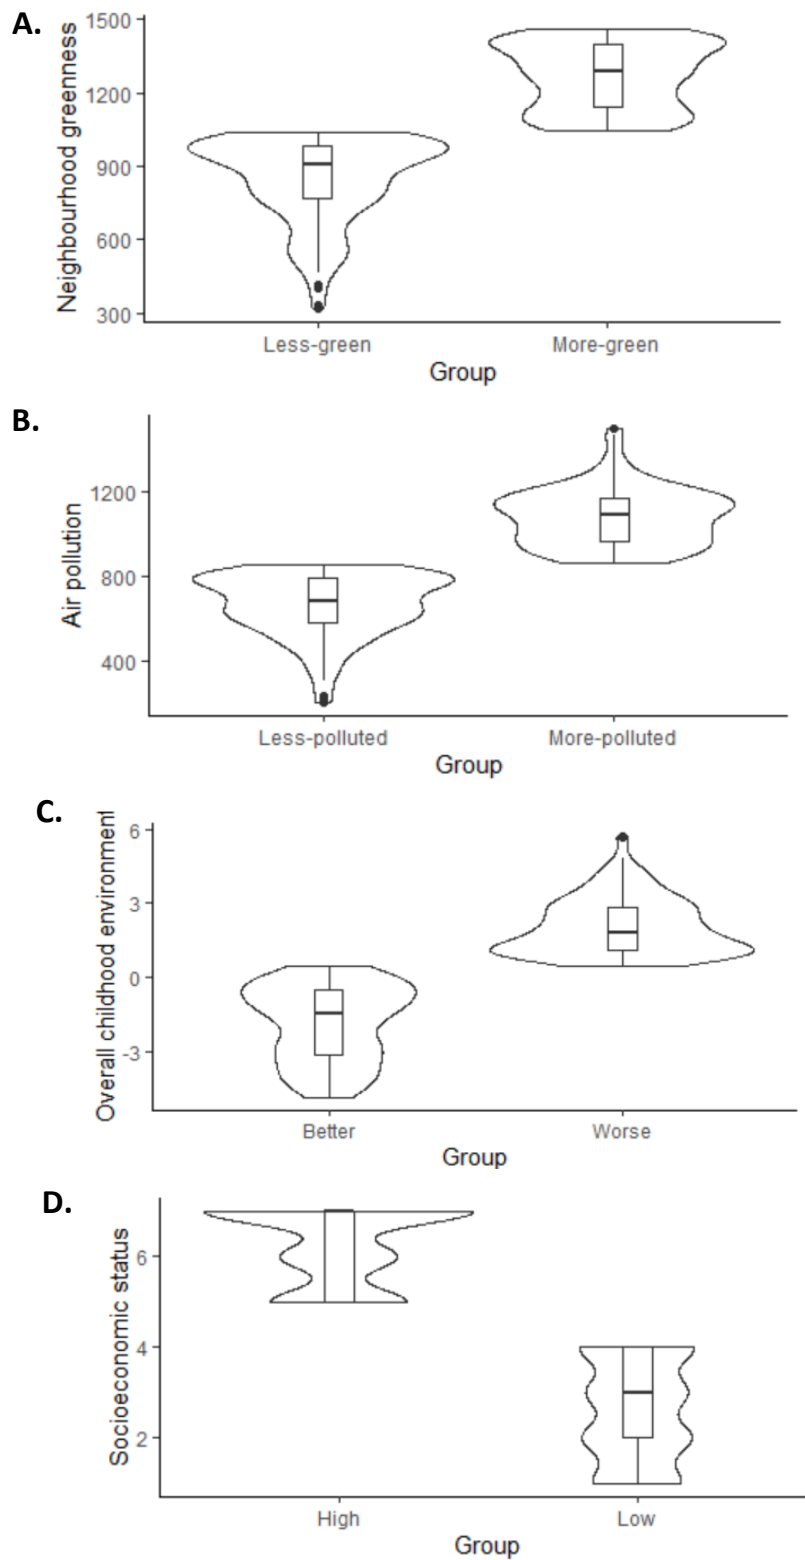 A.
Neighbourhood greenness
1500
1200
900
600
300
Less-green More-green
Group
B.
Air pollution
1200
800
400
Less-polluted More-polluted
Group
C.
Overall childhood environment
6
3
0
-3
Better Worse
Group
D.
Socioeconomic status
6
4
2
High Low
Group